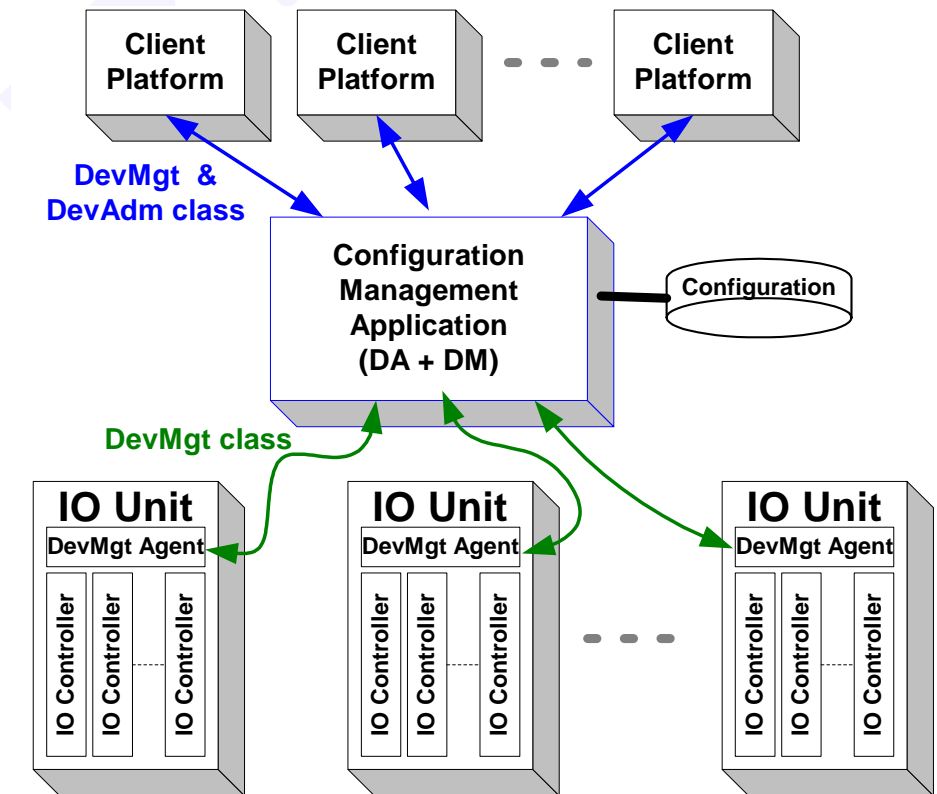 Client
Platform
Client
Platform
Client
Platform
DevMgt &
DevAdm class
Configuration
Management
Application
(DA + DM)
Configuration
DevMgt class
IO Unit
DevMgt Agent
IO Controller
IO Controller
IO Controller
IO Unit
DevMgt Agent
IO Controller
IO Controller
IO Controller
IO Unit
DevMgt Agent
IO Controller
IO Controller
IO Controller